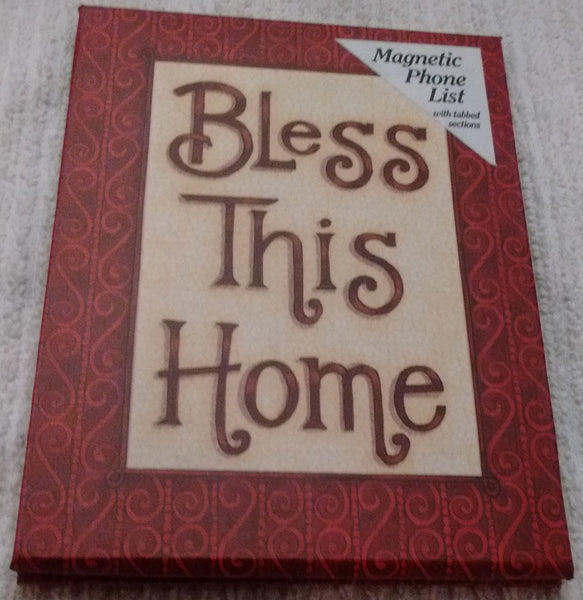 Magnetic
Phone
List
with tabbed
sections
Bless
This
Home